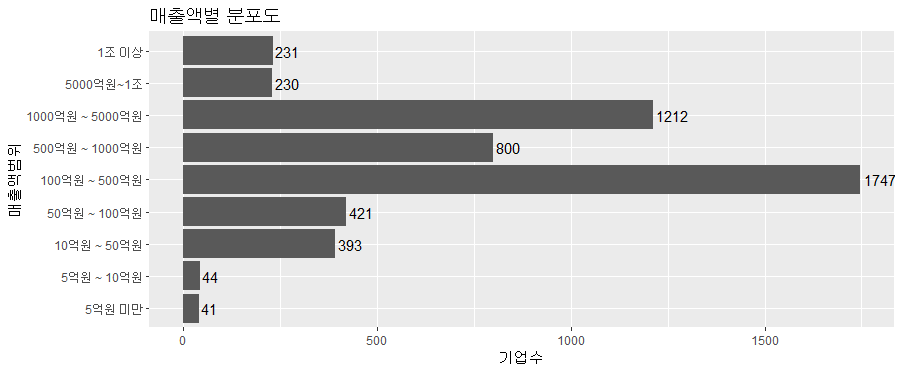 매출액별 분포도
매출액범위
1조 이상
231
5000억원~1조
230
1000억원 ~ 5000억원
1212
500억원 ~ 1000억원
800
100억원 ~ 500억원
1747
50억원 ~ 100억원
421
10억원 ~ 50억원
393
5억원 ~ 10억원
44
5억원 미만
41
0
500
1000
1500
기업수